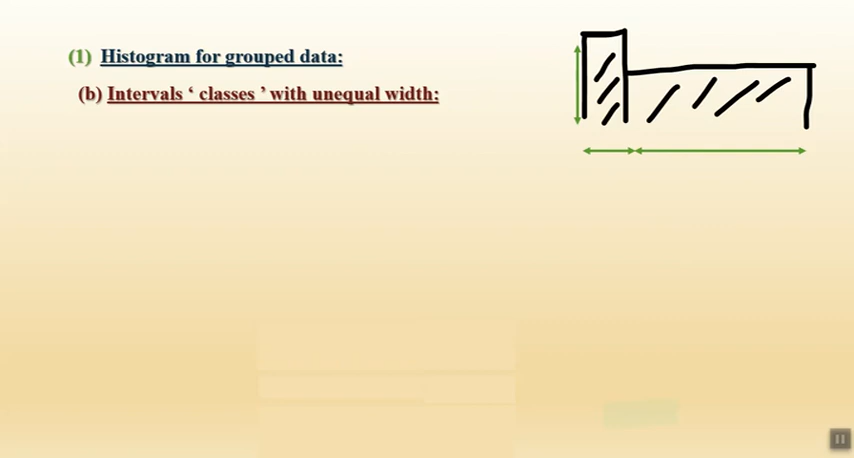 (1) Histogram for grouped data:
(b) Intervals ‘ classes ’ with unequal width: